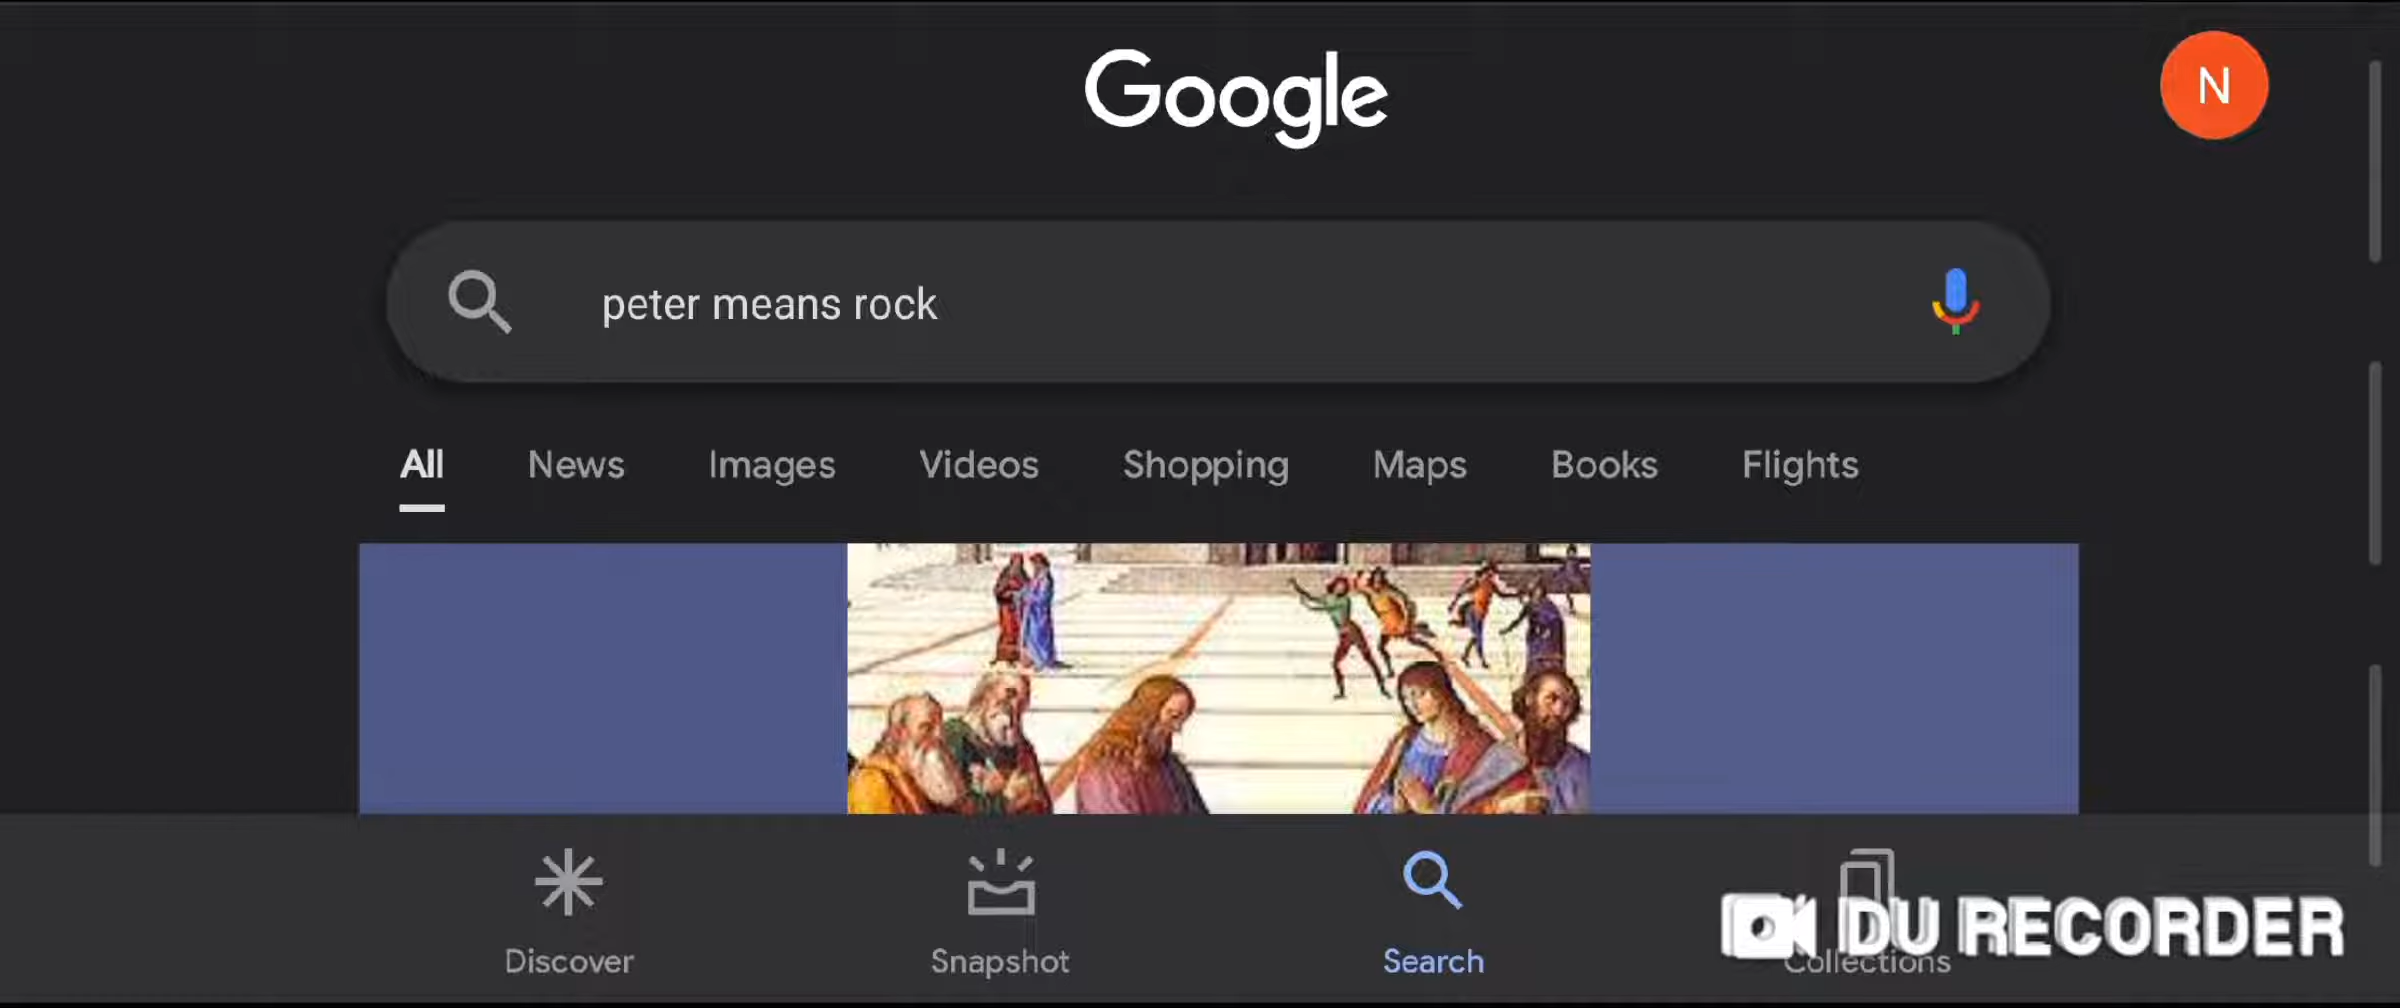 Google
N
peter means rock
All News Images Videos Shopping Maps Books Flights
Discover Snapshot Search Collections
DU RECORDER